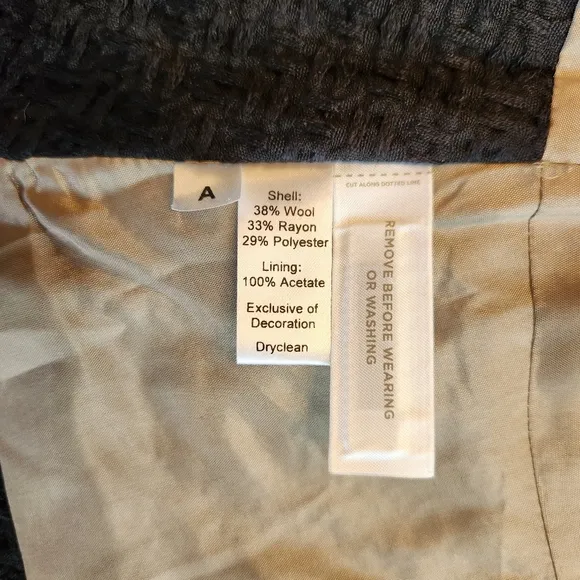 A
Shell:
38% Wool
33% Rayon
29% Polyester
Lining:
100% Acetate
Exclusive of
Decoration
Dryclean
CUT ALONG DOTTED LINE
REMOVE BEFORE WEARING
OR WASHING